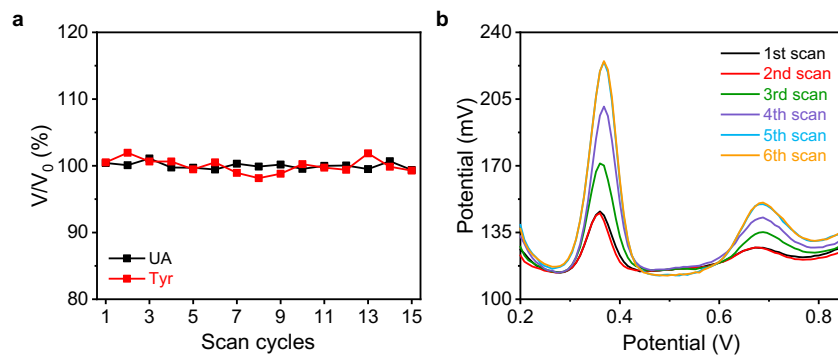 a
120
110
100
90
80
V/V0 (%)
UA
Tyr
1 3 5 7 9 11 13 15
Scan cycles
b
240
205
170
135
100
Potential (mV)
1st scan
2nd scan
3rd scan
4th scan
5th scan
6th scan
0.2 0.4 0.6 0.8
Potential (V)